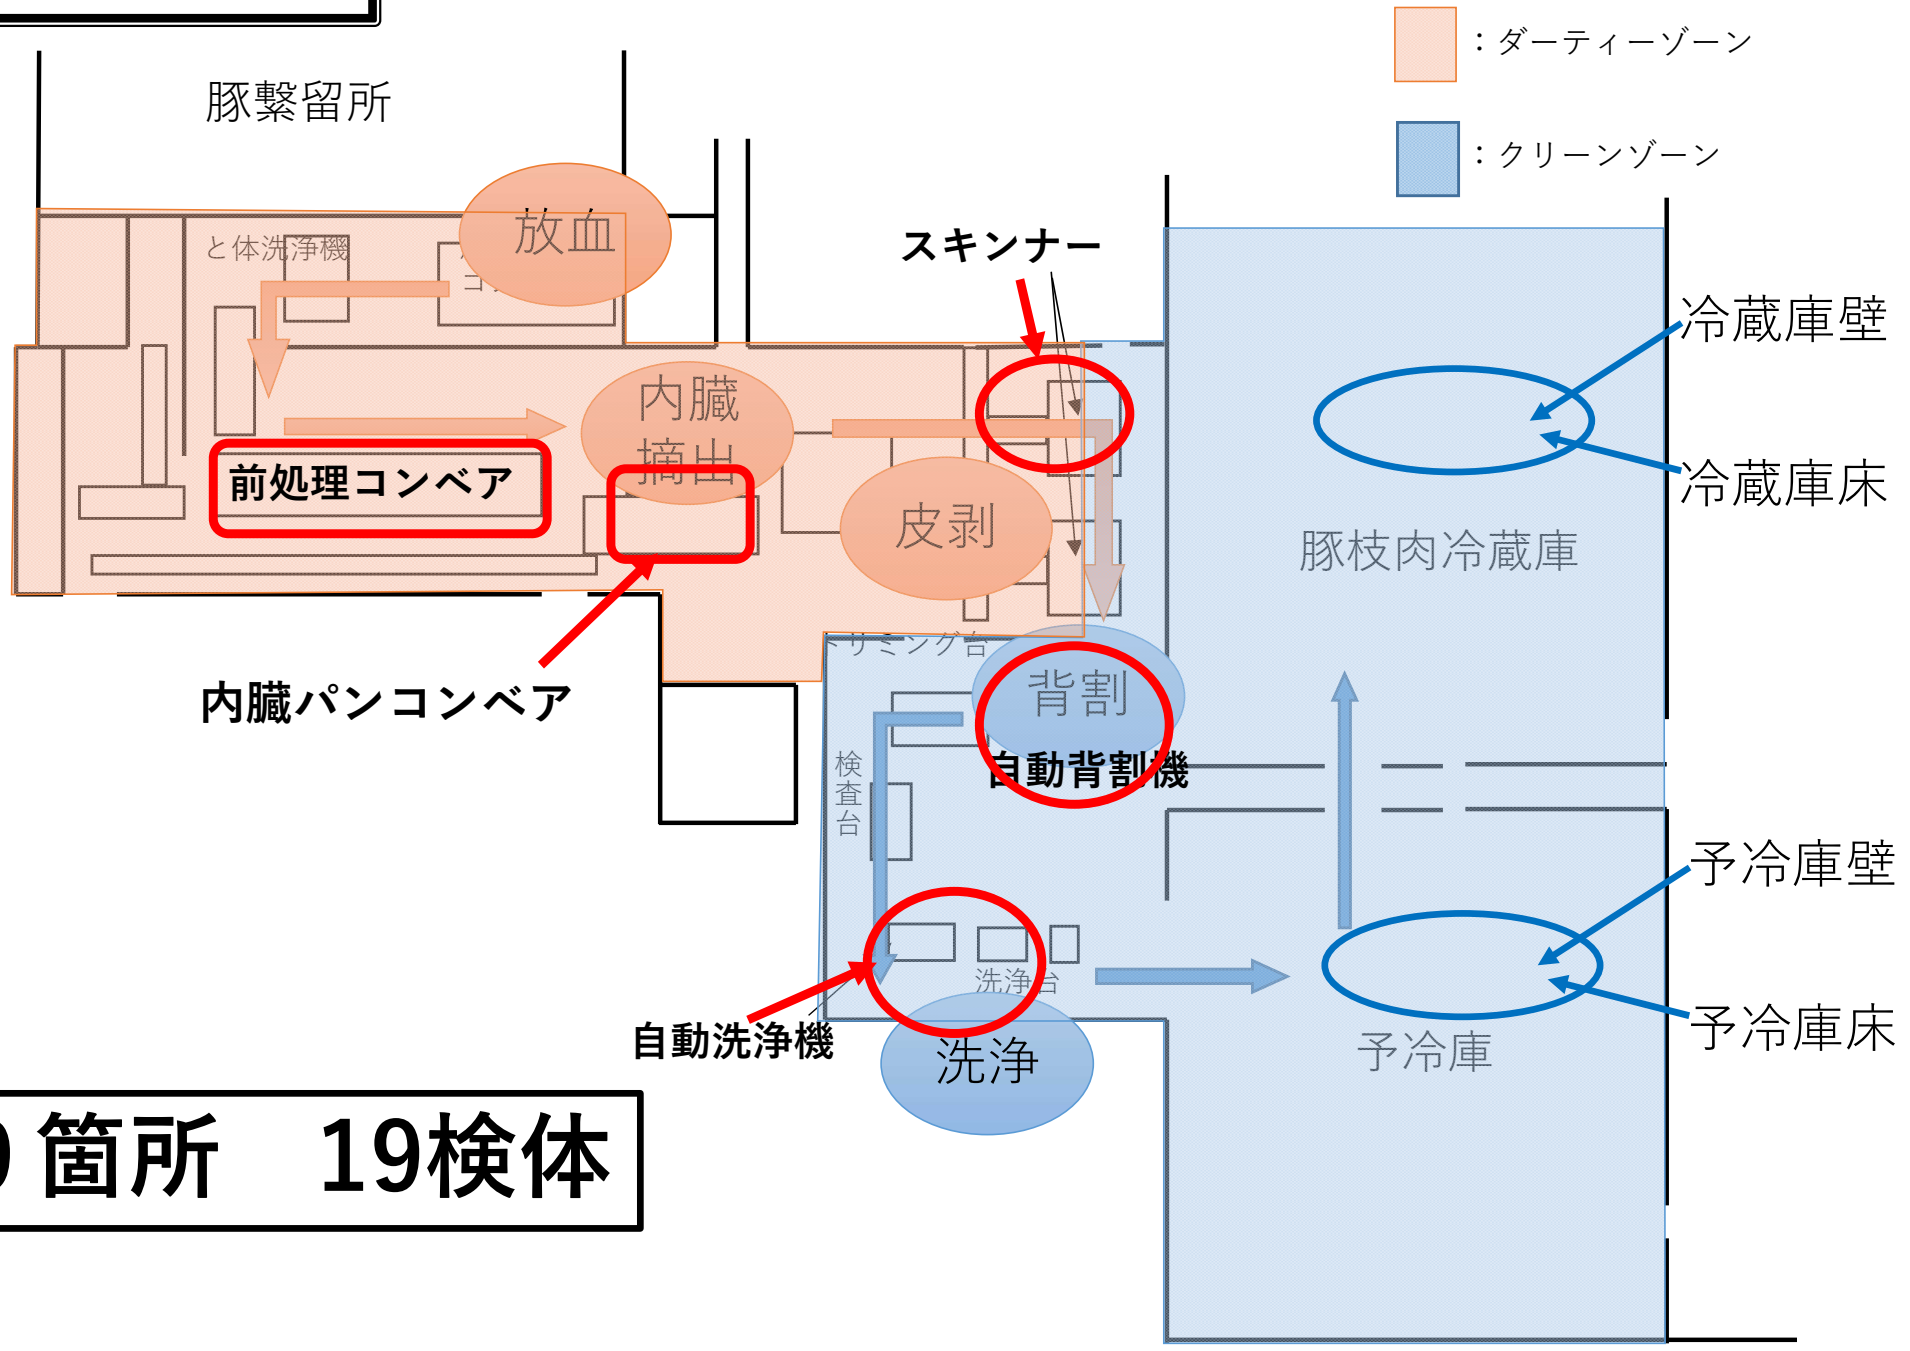 ：ダーティーゾーン
：クリーンゾーン
豚繋留所
放血
と体洗浄機
コ
スキンナー
内臓
摘出
前処理コンベア
皮剥
冷蔵庫壁
冷蔵庫床
豚枝肉冷蔵庫
トリミング台
内臓パンコンベア
背割
自動背割機
検査台
予冷庫壁
予冷庫床
洗浄台
自動洗浄機
洗浄
予冷庫
箇所　19検体